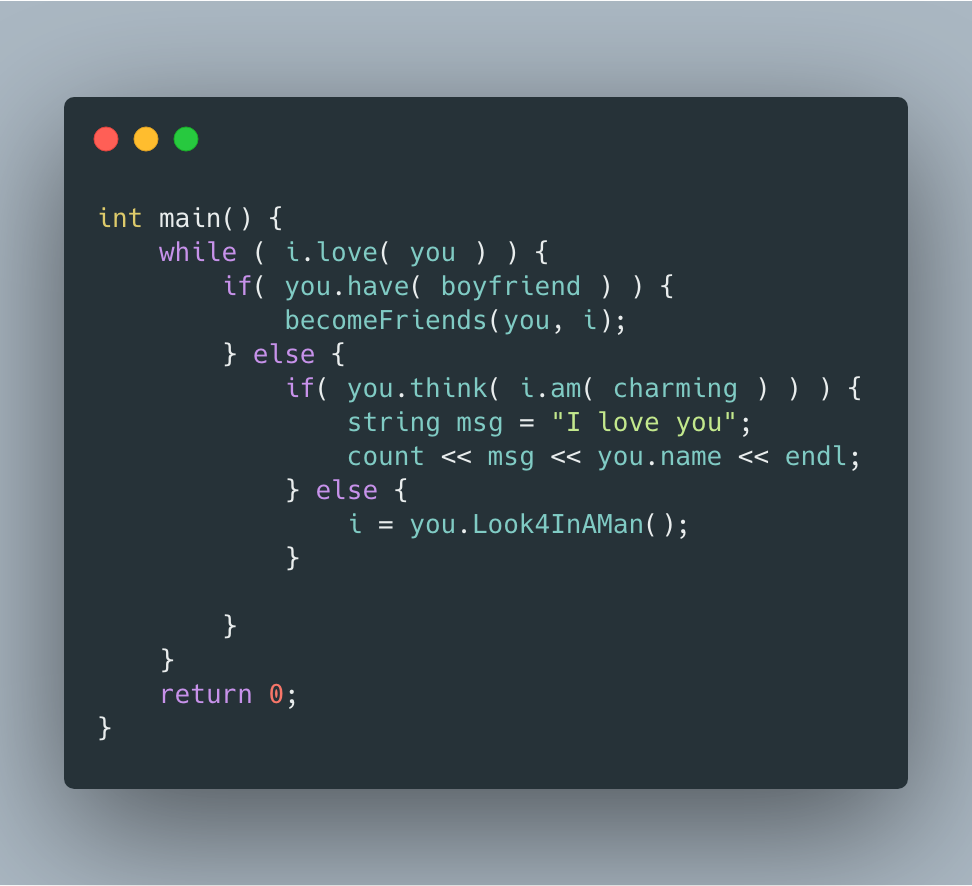 int main() {
    while ( i.love( you ) ) {
        if( you.have( boyfriend ) ) {
            becomeFriends(you, i);
        } else {
            if( you.think( i.am( charming ) ) ) {
                string msg = "I love you";
                count << msg << you.name << endl;
            } else {
                i = you.Look4InAMan();
            }

        }
    }
    return 0;
}